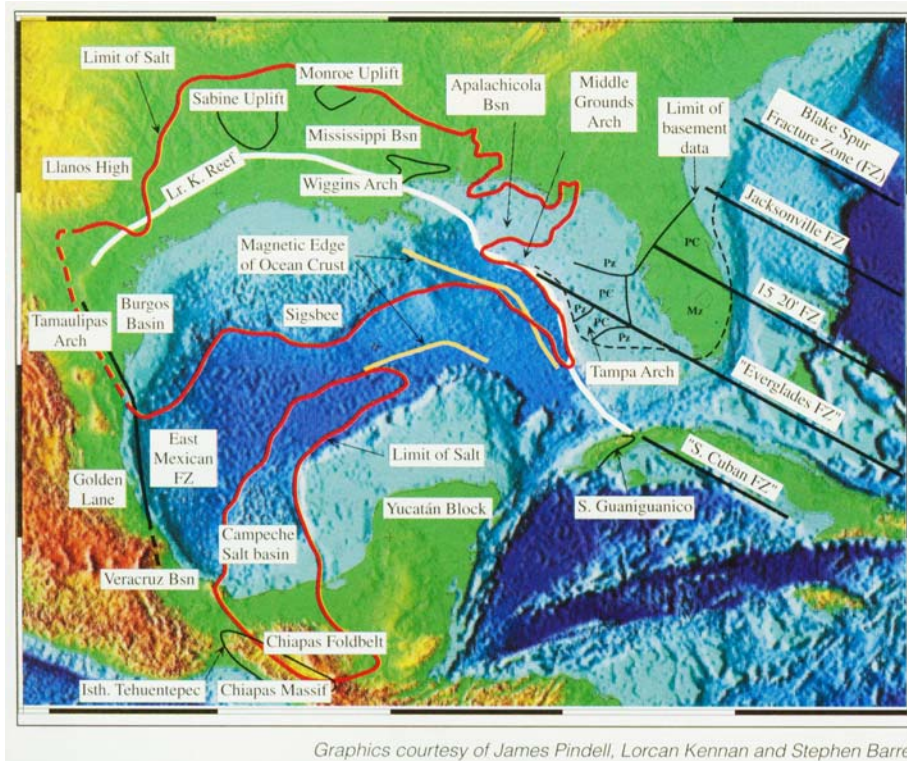 Limit of Salt
Monroe Uplift
Sabine Uplift
Apalachicola
Bsn
Middle
Grounds
Arch
Limit of
basement
data
Blake Spur
Fracture Zone (FZ)
Mississippi Bsn
Llanos High
Lr. K. Reef
Wiggins Arch
Jacksonville FZ
Magnetic Edge
of Ocean Crust
PC
Pz
PC
15 20' FZ
Burgos
Basin
Sigsbee
Pz
PC
Mz
Pz
Tamaulipas
Arch
Tampa Arch
"Everglades FZ"
East
Mexican
FZ
Limit of Salt
"S. Cuban FZ"
Golden
Lane
Yucatán Block
S. Guaniguanico
Campeche
Salt basin
Veracruz Bsn
Chiapas Foldbelt
Isth. Tehuentepec
Chiapas Massif
Graphics courtesy of James Pindell, Lorcan Kennan and Stephen Barre